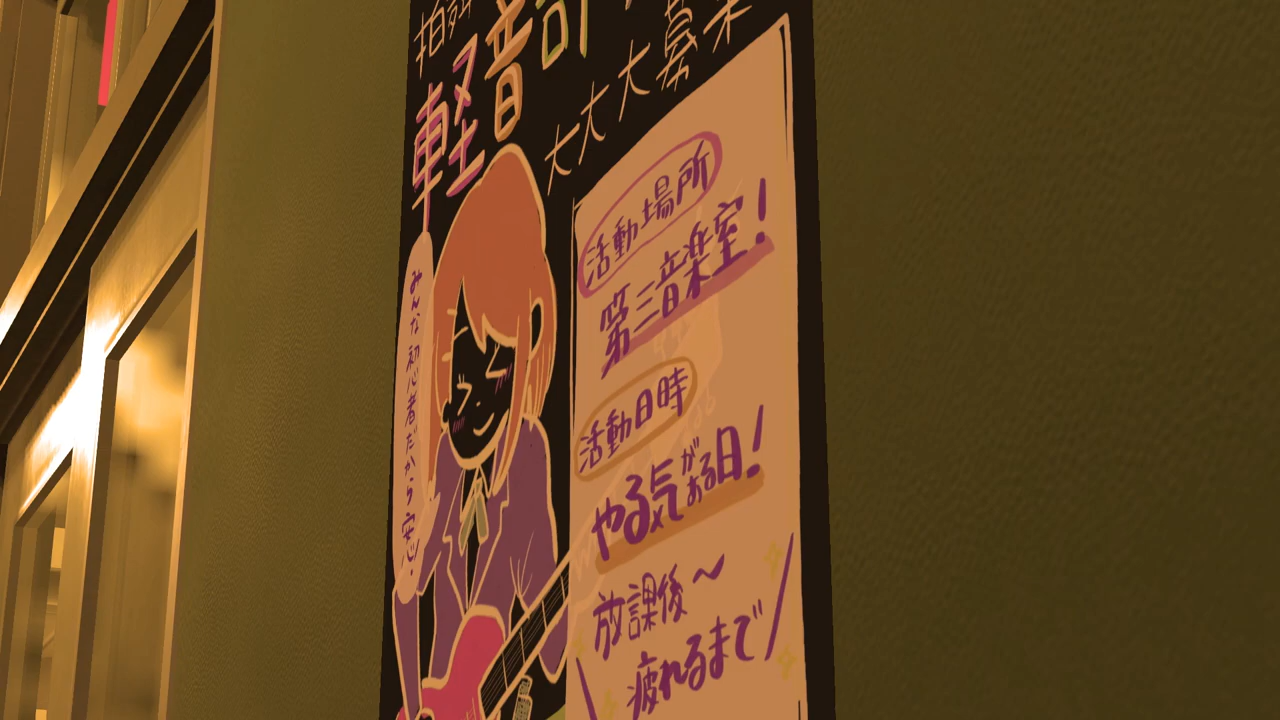 軽音部
大大大募集
みんな初心者だから安心♪
活動場所
第三音楽室!
活動日時
やる気がある日!
放課後〜
疲れるまで